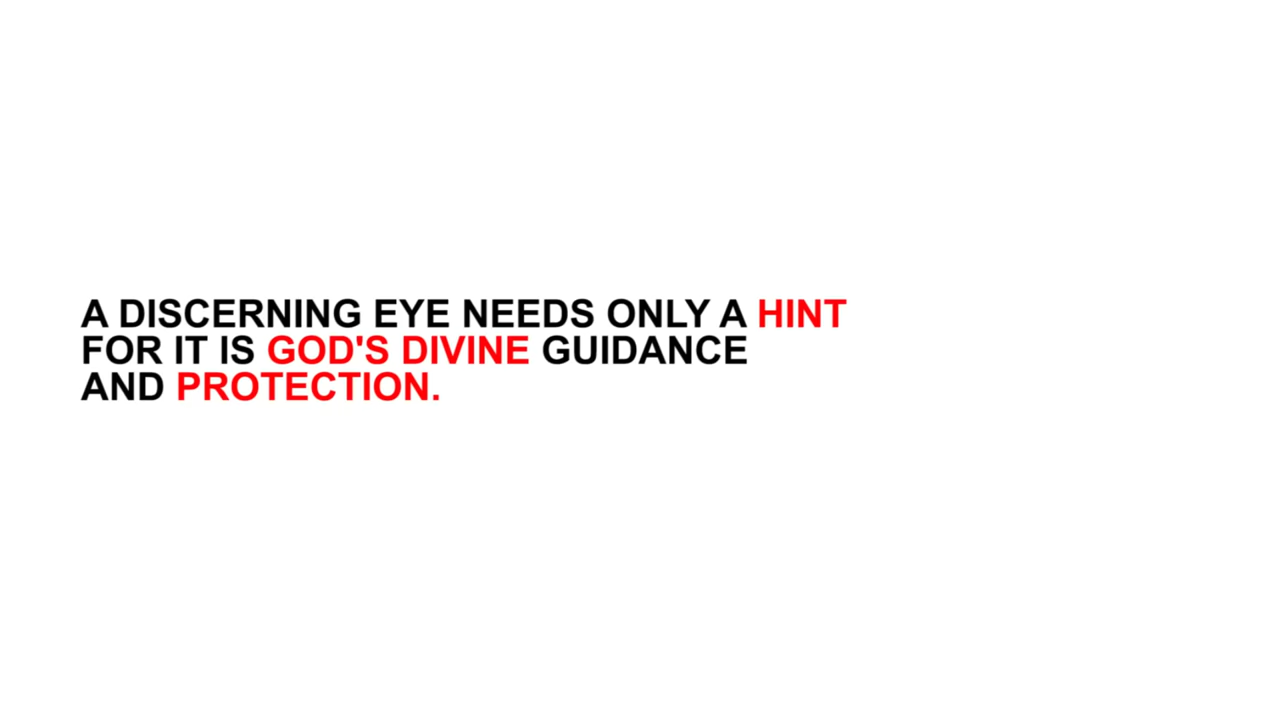 A DISCERNING EYE NEEDS ONLY A HINT
FOR IT IS GOD'S DIVINE GUIDANCE
AND PROTECTION.